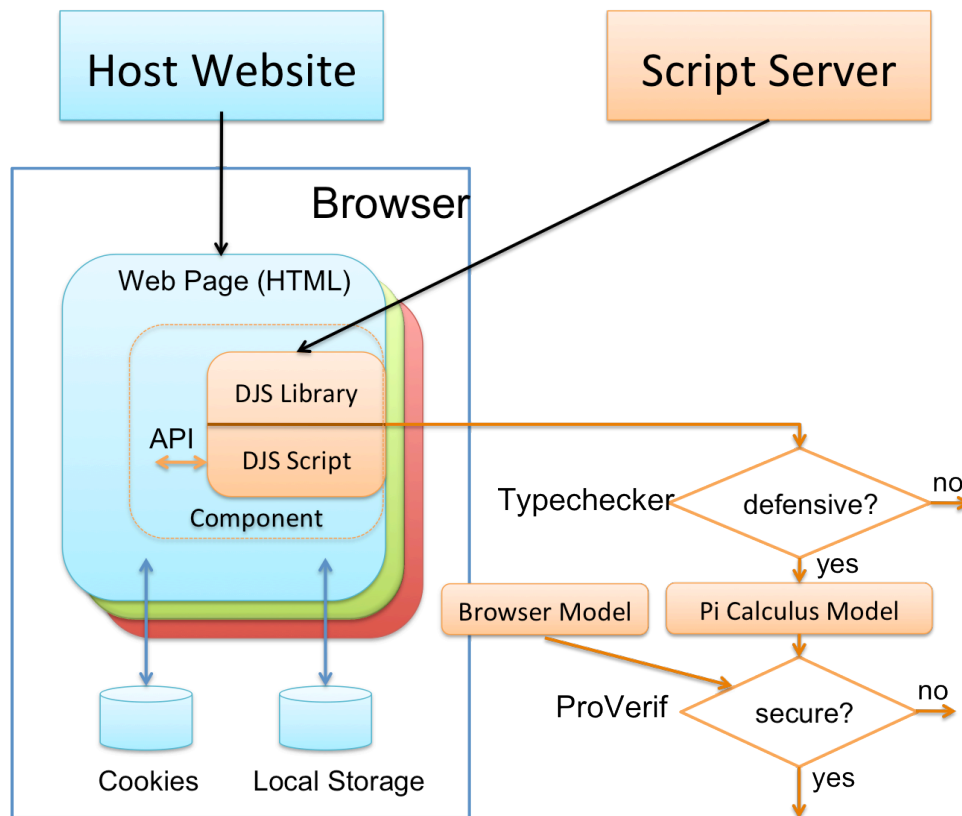 Host Website
Script Server
Browser
Web Page (HTML)
DJS Library
API
DJS Script
Component
Typechecker
defensive?
no
yes
Browser Model
Pi Calculus Model
ProVerif
secure?
no
yes
Cookies
Local Storage